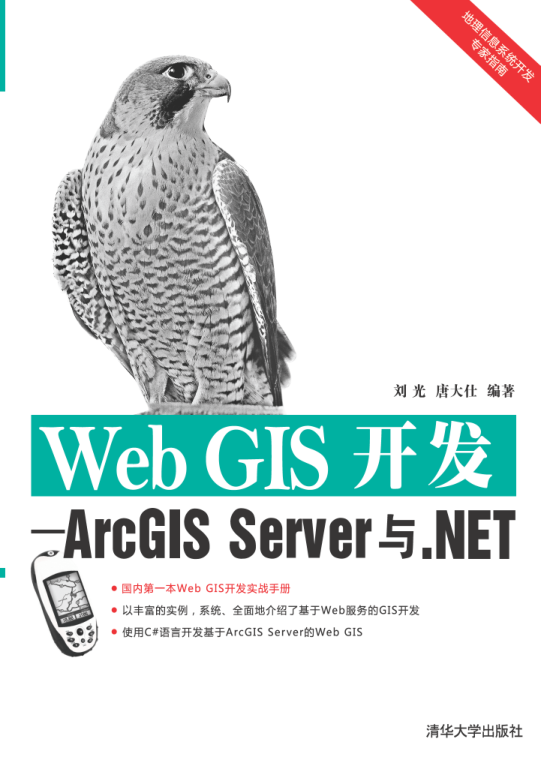 地理信息系统开发
专家指南
刘光 唐大仕 编著
Web GIS 开发
—ArcGIS Server与.NET
● 国内第一本Web GIS开发实战手册
● 以丰富的实例，系统、全面地介绍了基于Web服务的GIS开发
● 使用C#语言开发基于ArcGIS Server的Web GIS
清华大学出版社